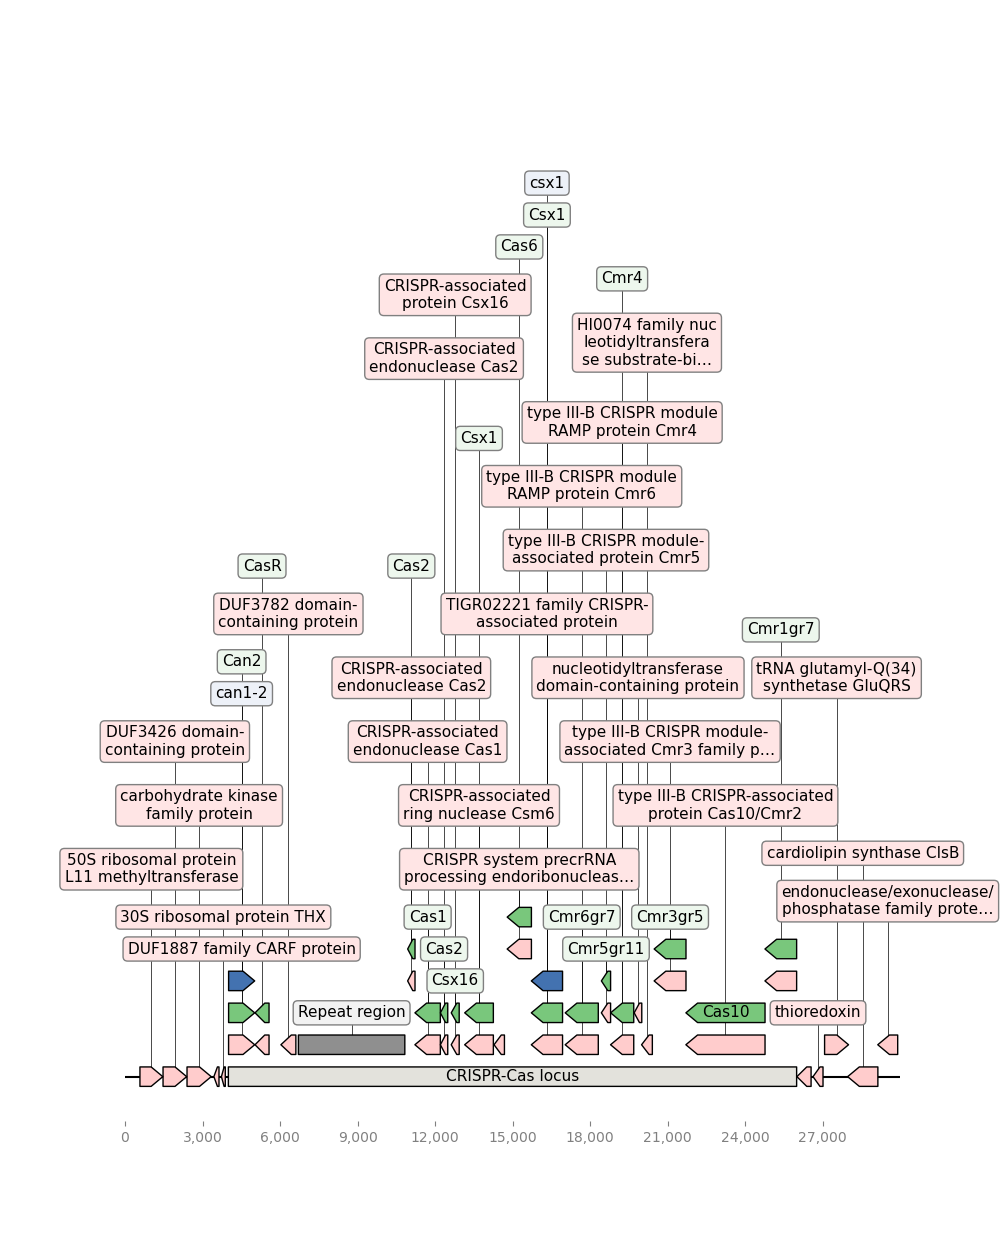 csx1
Csx1
Cas6
CRISPR-associated
protein Csx16
Cmr4
HI0074 family nuc
leotidyltransfera
se substrate-bi…
CRISPR-associated
endonuclease Cas2
type III-B CRISPR module
RAMP protein Cmr4
Csx1
type III-B CRISPR module
RAMP protein Cmr6
type III-B CRISPR module-
associated protein Cmr5
CasR
Cas2
DUF3782 domain-
containing protein
TIGR02221 family CRISPR-
associated protein
Cmr1gr7
Can2
can1-2
CRISPR-associated
endonuclease Cas2
nucleotidyltransferase
domain-containing protein
tRNA glutamyl-Q(34)
synthetase GluQRS
DUF3426 domain-
containing protein
CRISPR-associated
endonuclease Cas1
type III-B CRISPR module-
associated Cmr3 family p…
carbohydrate kinase
family protein
CRISPR-associated
ring nuclease Csm6
type III-B CRISPR-associated
protein Cas10/Cmr2
50S ribosomal protein
L11 methyltransferase
CRISPR system precrRNA
processing endoribonucleas…
cardiolipin synthase ClsB
endonuclease/exonuclease/
phosphatase family prote…
30S ribosomal protein THX
Cas1
Cmr6gr7
Cmr3gr5
DUF1887 family CARF protein
Cas2
Cmr5gr11
Csx16
Repeat region
Cas10
thioredoxin
CRISPR-Cas locus
0
3,000
6,000
9,000
12,000
15,000
18,000
21,000
24,000
27,000